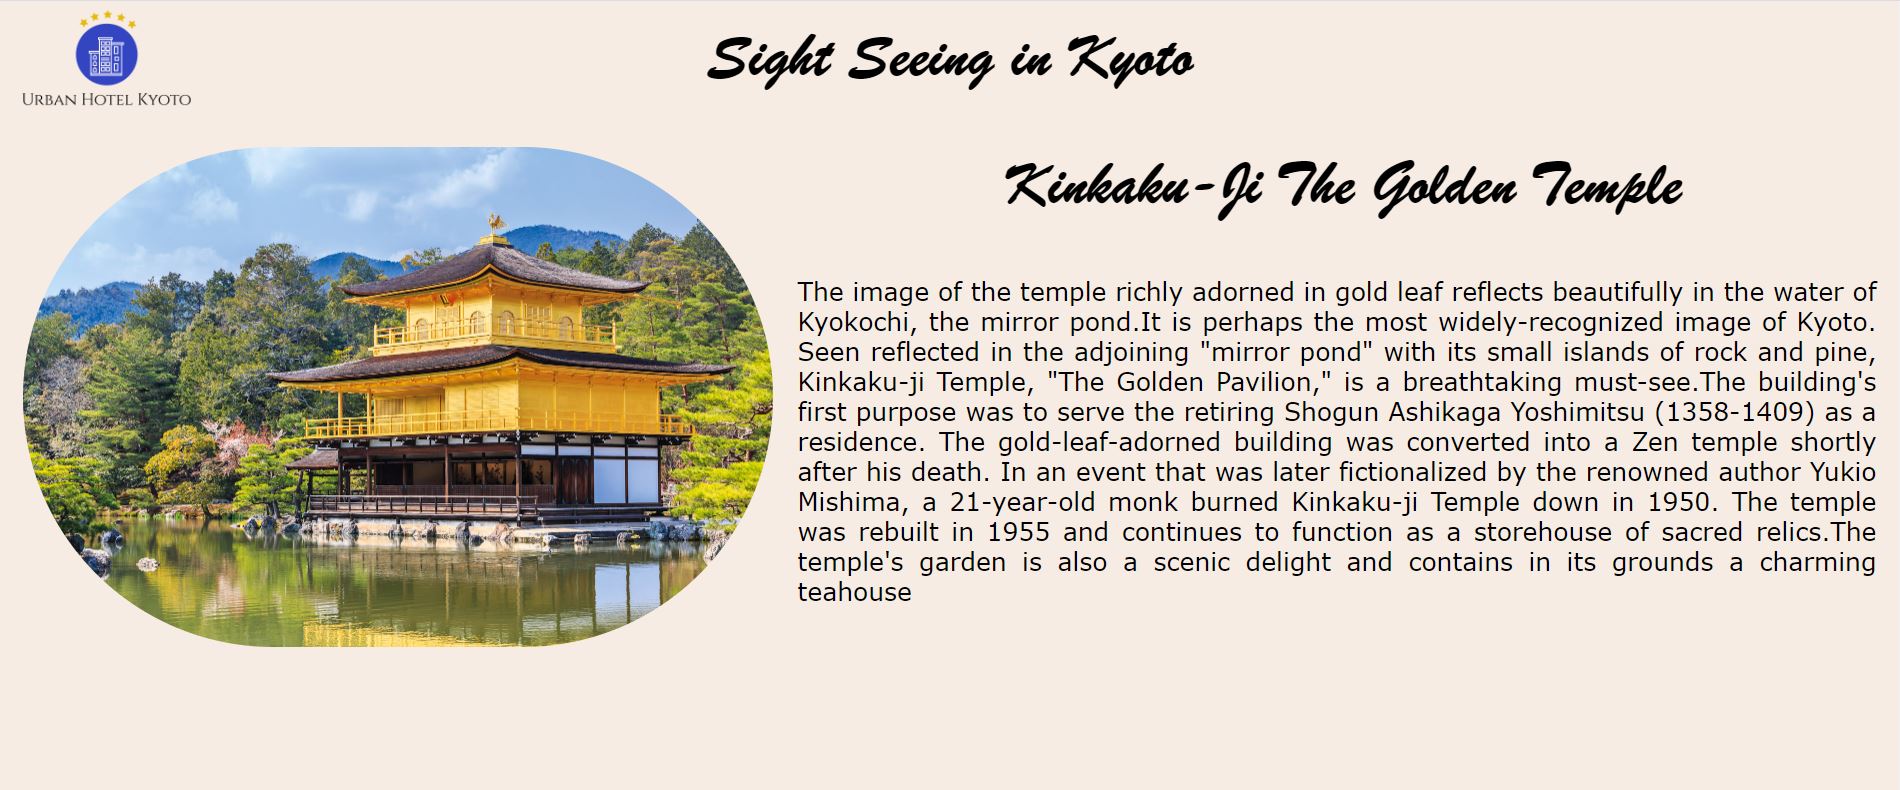 Sight Seeing in Kyoto
URBAN HOTEL KYOTO
Kinkaku-Ji The Golden Temple
The image of the temple richly adorned in gold leaf reflects beautifully in the water of
Kyokochi, the mirror pond.It is perhaps the most widely-recognized image of Kyoto.
Seen reflected in the adjoining "mirror pond" with its small islands of rock and pine,
Kinkaku-ji Temple, "The Golden Pavilion," is a breathtaking must-see.The building's
first purpose was to serve the retiring Shogun Ashikaga Yoshimitsu (1358-1409) as a
residence. The gold-leaf-adorned building was converted into a Zen temple shortly
after his death. In an event that was later fictionalized by the renowned author Yukio
Mishima, a 21-year-old monk burned Kinkaku-ji Temple down in 1950. The temple
was rebuilt in 1955 and continues to function as a storehouse of sacred relics.The
temple's garden is also a scenic delight and contains in its grounds a charming
teahouse